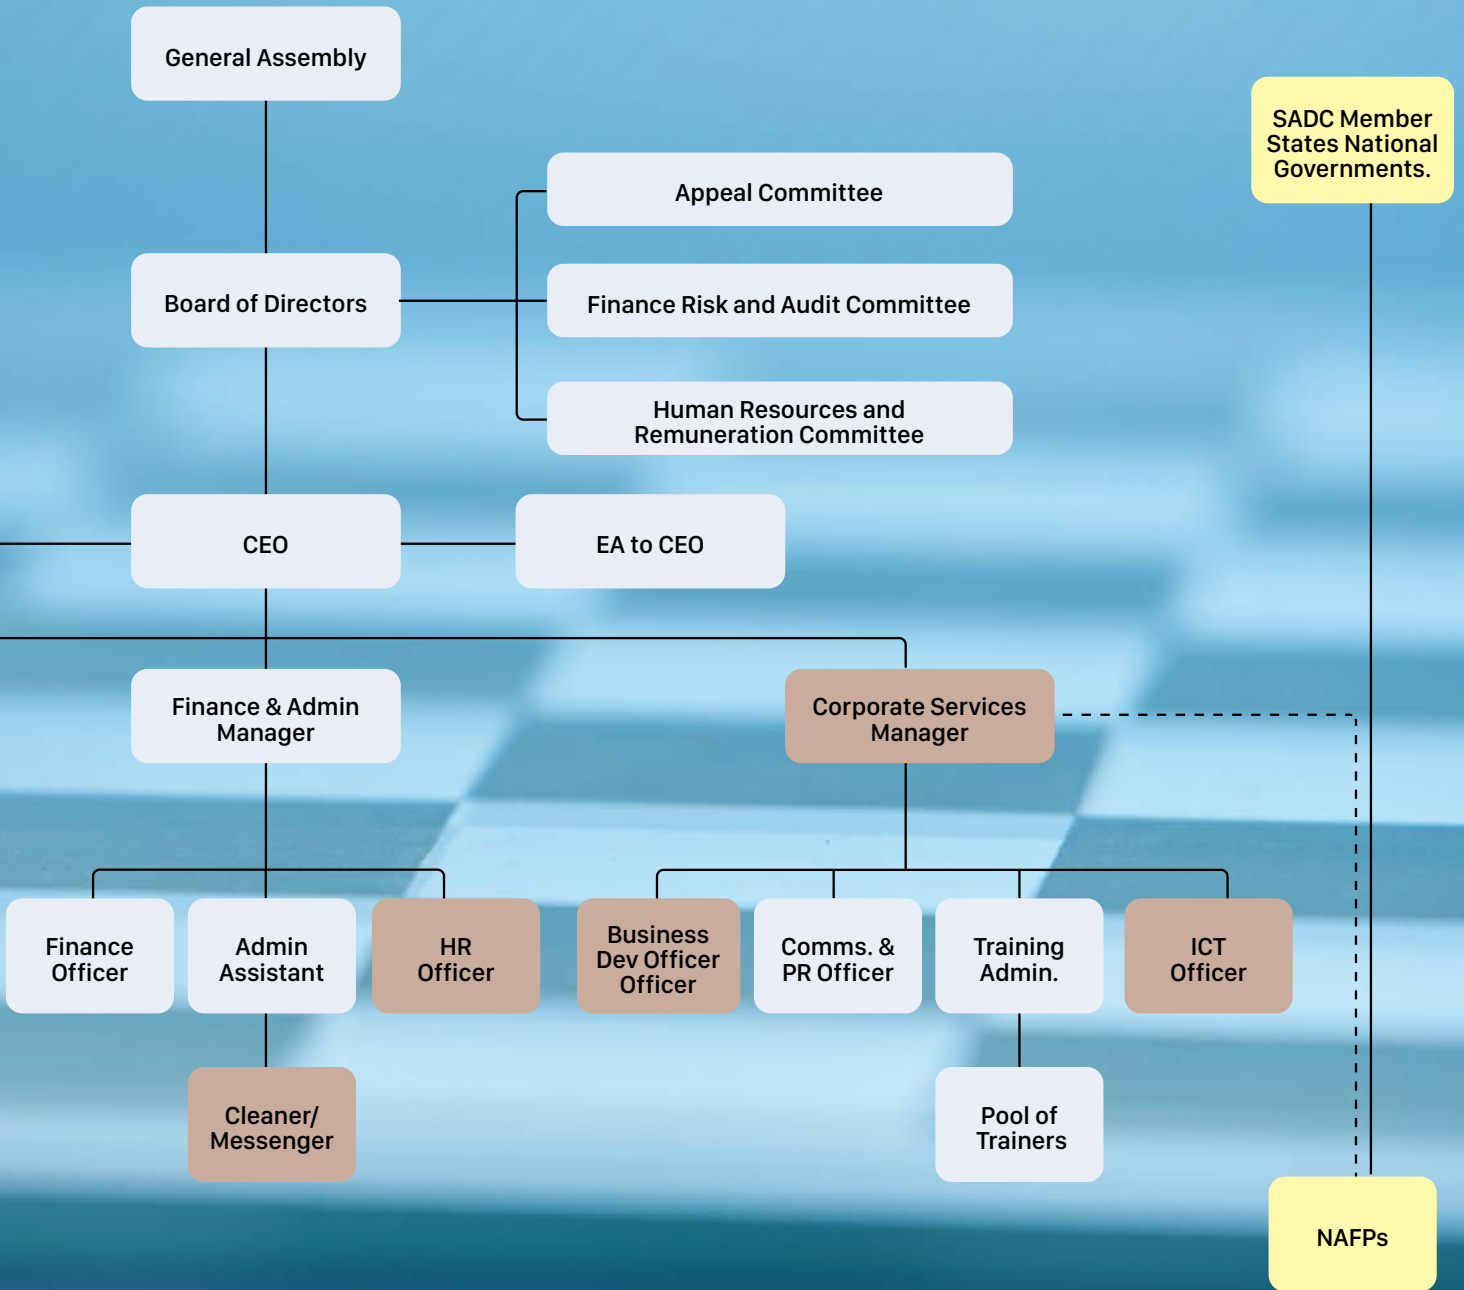 General Assembly
SADC Member
States National
Governments.
Appeal Committee
Board of Directors
Finance Risk and Audit Committee
Human Resources and
Remuneration Committee
CEO
EA to CEO
Finance & Admin
Manager
Corporate Services
Manager
Finance
Officer
Admin
Assistant
HR
Officer
Business
Dev Officer
Officer
Comms. &
PR Officer
Training
Admin.
ICT
Officer
Cleaner/
Messenger
Pool of
Trainers
NAFPs